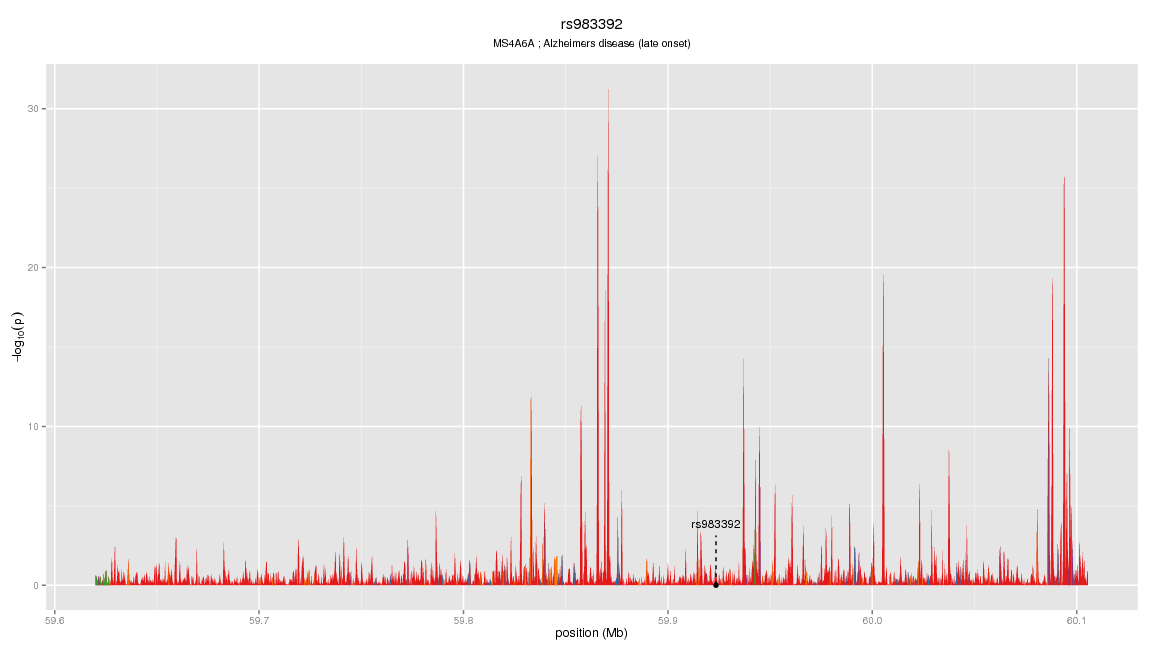 rs983392
MS4A6A ; Alzheimers disease (late onset)
30
20
10
0
−log10(p)
rs983392
59.6
59.7
59.8
59.9
60.0
60.1
position (Mb)